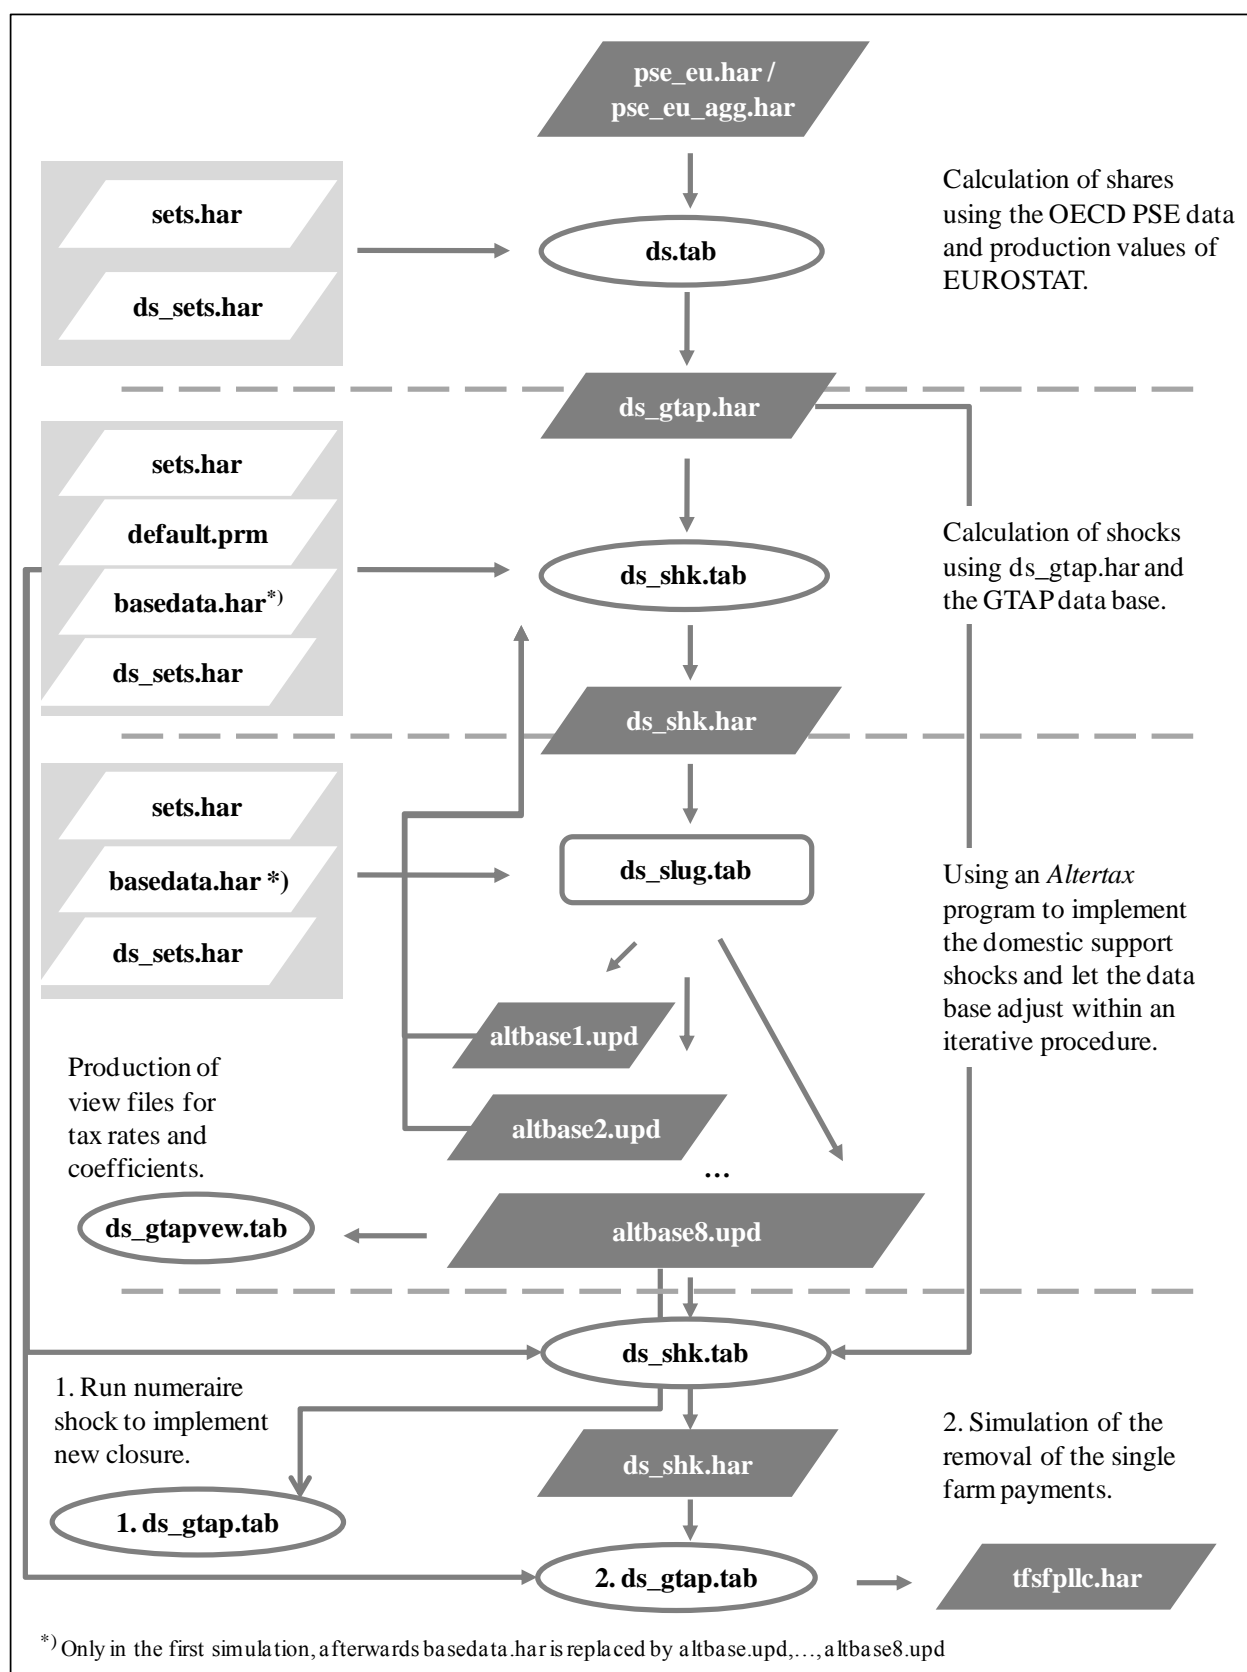 pse_eu.har /
pse_eu_agg.har
sets.har
ds_sets.har
ds.tab
Calculation of shares
using the OECD PSE data
and production values of
EUROSTAT.
ds_gtap.har
sets.har
default.prm
basedata.har*)
ds_sets.har
ds_shk.tab
Calculation of shocks
using ds_gtap.har and
the GTAP data base.
ds_shk.har
sets.har
basedata.har *)
ds_sets.har
ds_slug.tab
Using an Altertax
program to implement
the domestic support
shocks and let the data
base adjust within an
iterative procedure.
altbase1.upd
altbase2.upd
...
Production of
view files for
tax rates and
coefficients.
ds_gtapvew.tab
altbase8.upd
ds_shk.tab
1. Run numeraire
shock to implement
new closure.
ds_shk.har
2. Simulation of the
removal of the single
farm payments.
1. ds_gtap.tab
2. ds_gtap.tab
tfsfpllc.har
*) Only in the first simulation, afterwards basedata.har is replaced by altbase.upd,…, altbase8.upd